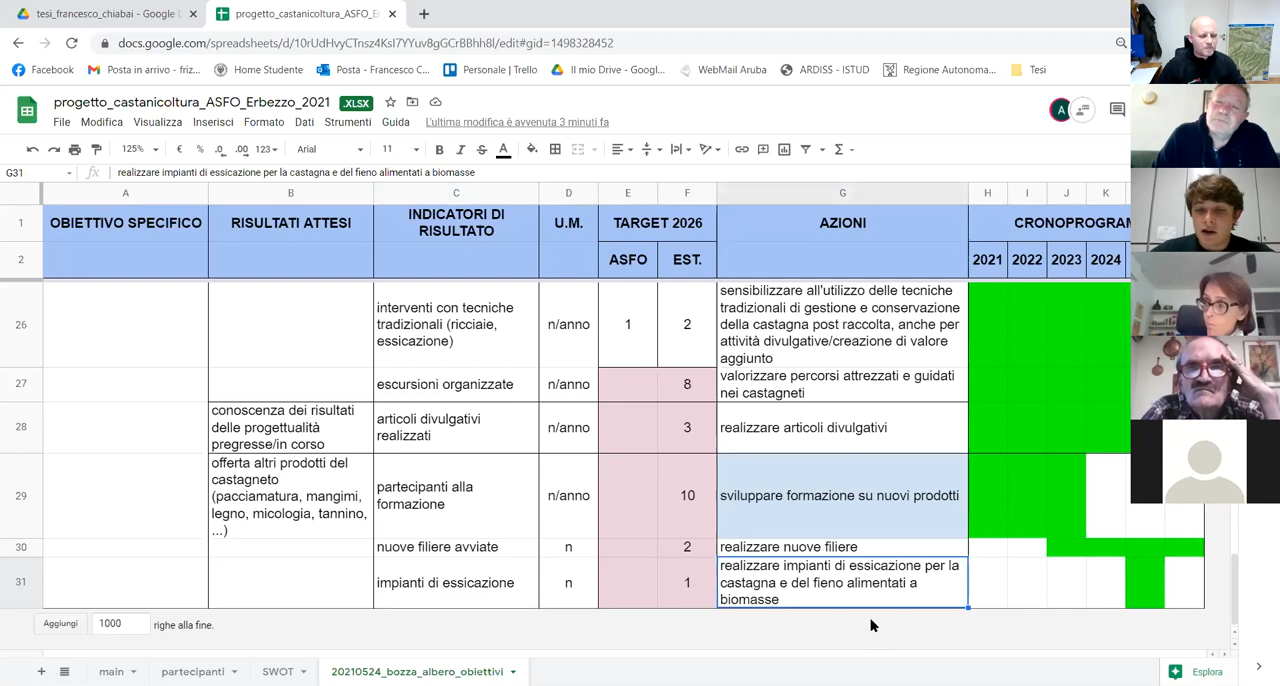 tesi_francesco_chiabai - Google
progetto_castanicoltura_ASFO_E
docs.google.com/spreadsheets/d/10rUdHvyCTnsz4KsI7YYuv8gGCrBBhh8I/edit#gid=1498328452
Facebook
Posta in arrivo - friz...
Home Studente
Posta - Francesco C...
Personale | Trello
Il mio Drive - Googl...
WebMail Aruba
ARDISS - ISTUD
Regione Autonoma...
Tesi
progetto_castanicoltura_ASFO_Erbezzo_2021 .XLSX
File Modifica Visualizza Inserisci Formato Dati Strumenti Guida L'ultima modifica è avvenuta 3 minuti fa
A
125% € % .0 .00 123 Arial 11 B I S A
G31 fx realizzare impianti di essicazione per la castagna e del fieno alimentati a biomasse
A B C D E F G H I J K
1 OBIETTIVO SPECIFICO
RISULTATI ATTESI
INDICATORI DI
RISULTATO
U.M.
TARGET 2026
AZIONI
CRONOPROGRAM
2 ASFO EST. 2021 2022 2023 2024
26
interventi con tecniche
tradizionali (ricciaie,
essicazione)
n/anno 1 2
sensibilizzare all'utilizzo delle tecniche
tradizionali di gestione e conservazione
della castagna post raccolta, anche per
attività divulgative/creazione di valore
aggiunto
27
escursioni organizzate
n/anno 8
valorizzare percorsi attrezzati e guidati
nei castagneti
28
conoscenza dei risultati
delle progettualità
pregresse/in corso
articoli divulgativi
realizzati
n/anno 3
realizzare articoli divulgativi
29
offerta altri prodotti del
castagneto
(pacciamatura, mangimi,
legno, micologia, tannino,
...)
partecipanti alla
formazione
n/anno 10
sviluppare formazione su nuovi prodotti
30
nuove filiere avviate
n 2
realizzare nuove filiere
31
impianti di essicazione
n 1
realizzare impianti di essicazione per la
castagna e del fieno alimentati a
biomasse
Aggiungi 1000 righe alla fine.
main
partecipanti
SWOT
20210524_bozza_albero_obiettivi
Esplora